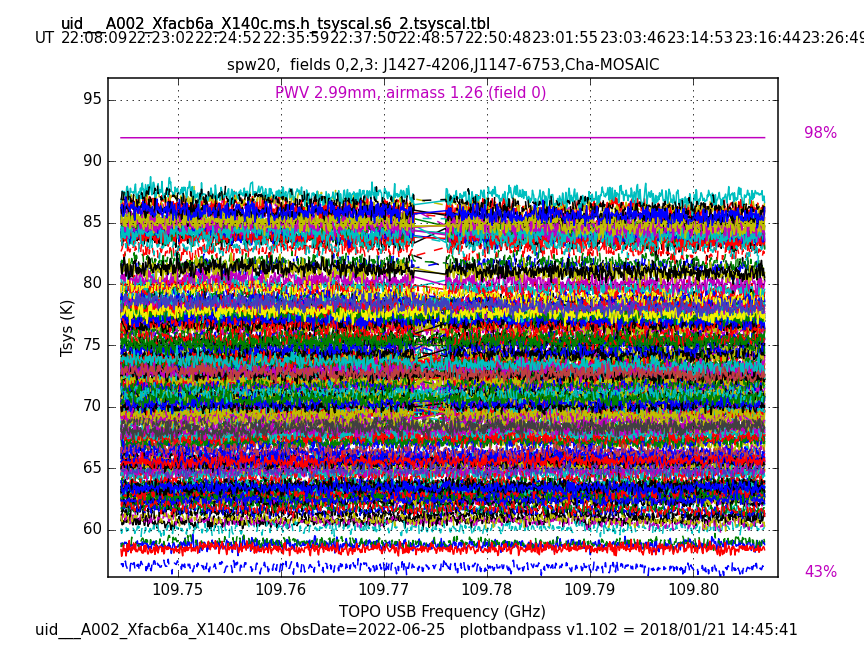 uid___A002_Xfacb6a_X140c.ms.h_tsyscal.s6_2.tsyscal.tbl
UT 22:08:09 22:23:02 22:24:52 22:35:59 22:37:50 22:48:57 22:50:48 23:01:55 23:03:46 23:14:53 23:16:44 23:26:49
spw20,  fields 0,2,3: J1427-4206,J1147-6753,Cha-MOSAIC
PWV 2.99mm, airmass 1.26 (field 0)
98%
43%
95
90
85
80
75
70
65
60
Tsys (K)
109.75 109.76 109.77 109.78 109.79 109.80
TOPO USB Frequency (GHz)
uid___A002_Xfacb6a_X140c.ms  ObsDate=2022-06-25   plotbandpass v1.102 = 2018/01/21 14:45:41